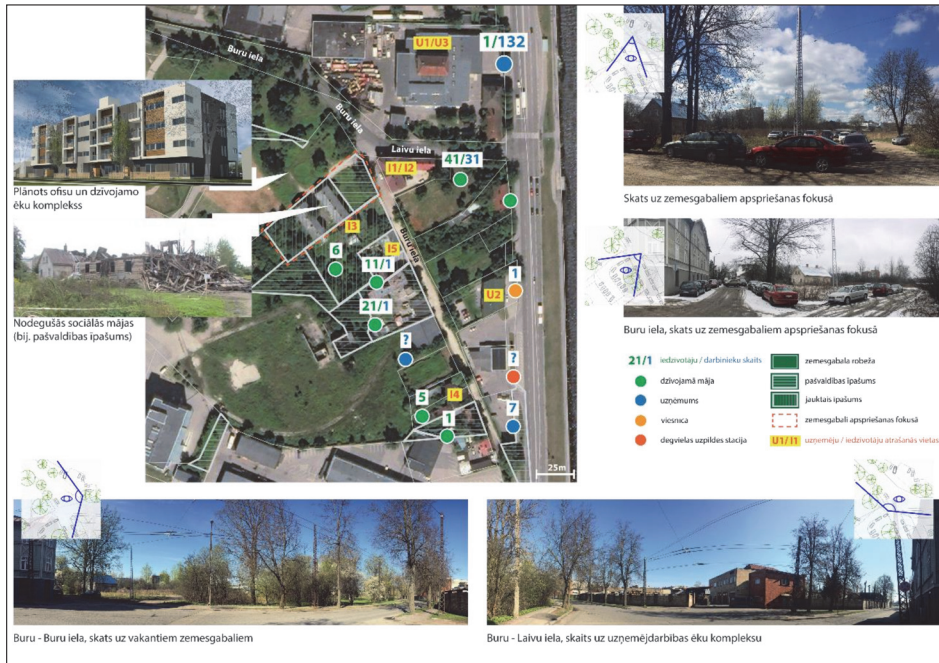 Buru iela
U1/U3
1/132
Buru iela
Laivu iela
I1/I2
41/31
Plānots ofisu un dzīvojamo
ēku komplekss
Skats uz zemesgabaliem apspriešanas fokusā
I3
Buru iela
6
I5
11/1
1
U2
21/1
Nodegušās sociālās mājas
(bij. pašvaldības īpašums)
Buru iela, skats uz zemesgabaliem apspriešanas fokusā
?
?
I4
5
1
7
25m
21/1 iedzīvotāju / darbinieku skaits
dzīvojamā māja
uzņēmums
viesnīca
degvielas uzpildes stacija
zemesgabala robeža
pašvaldības īpašums
jauktais īpašums
zemesgabali apspriešanas fokusā
U1/I1 uzņēmēju / iedzīvotāju atrašanās vietas
Buru - Buru iela, skats uz vakantiem zemesgabaliem
Buru - Laivu iela, skaits uz uzņemējdarbības ēku kompleksu